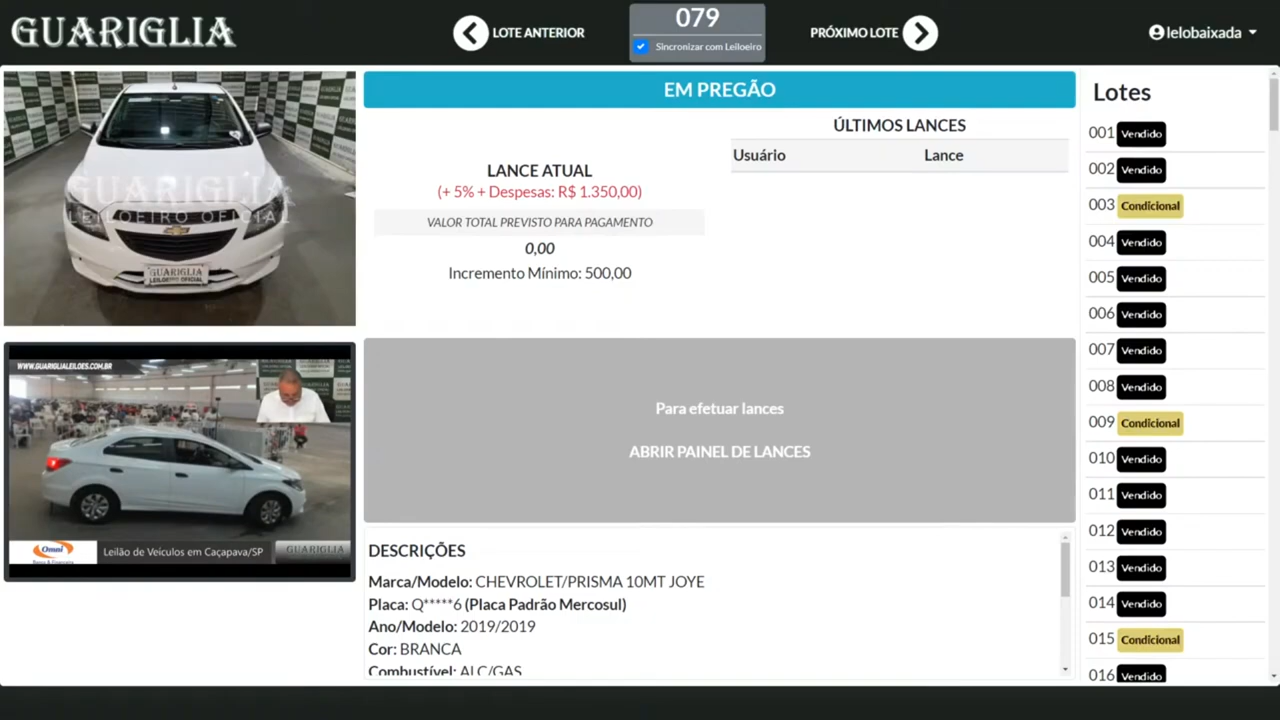 GUARIGLIA
LOTE ANTERIOR
079
Sincronizar com Leiloeiro
PRÓXIMO LOTE
lelobaixada
EM PREGÃO
LANCE ATUAL
(+ 5% + Despesas: R$ 1.350,00)
VALOR TOTAL PREVISTO PARA PAGAMENTO
0,00
Incremento Mínimo: 500,00
ÚLTIMOS LANCES
Usuário Lance
GUARIGLIA
LEILOEIRO OFICIAL
GUARIGLIA
LEILOEIRO OFICIAL
WWW.GUARIGLIALEILOES.COM.BR
Omni
Leilão de Veículos em Caçapava/SP
GUARIGLIA
Para efetuar lances
ABRIR PAINEL DE LANCES
DESCRIÇÕES
Marca/Modelo: CHEVROLET/PRISMA 10MT JOYE
Placa: Q*****6 (Placa Padrão Mercosul)
Ano/Modelo: 2019/2019
Cor: BRANCA
Combustível: ALC/GAS
Lotes
001 Vendido
002 Vendido
003 Condicional
004 Vendido
005 Vendido
006 Vendido
007 Vendido
008 Vendido
009 Condicional
010 Vendido
011 Vendido
012 Vendido
013 Vendido
014 Vendido
015 Condicional
016 Vendido